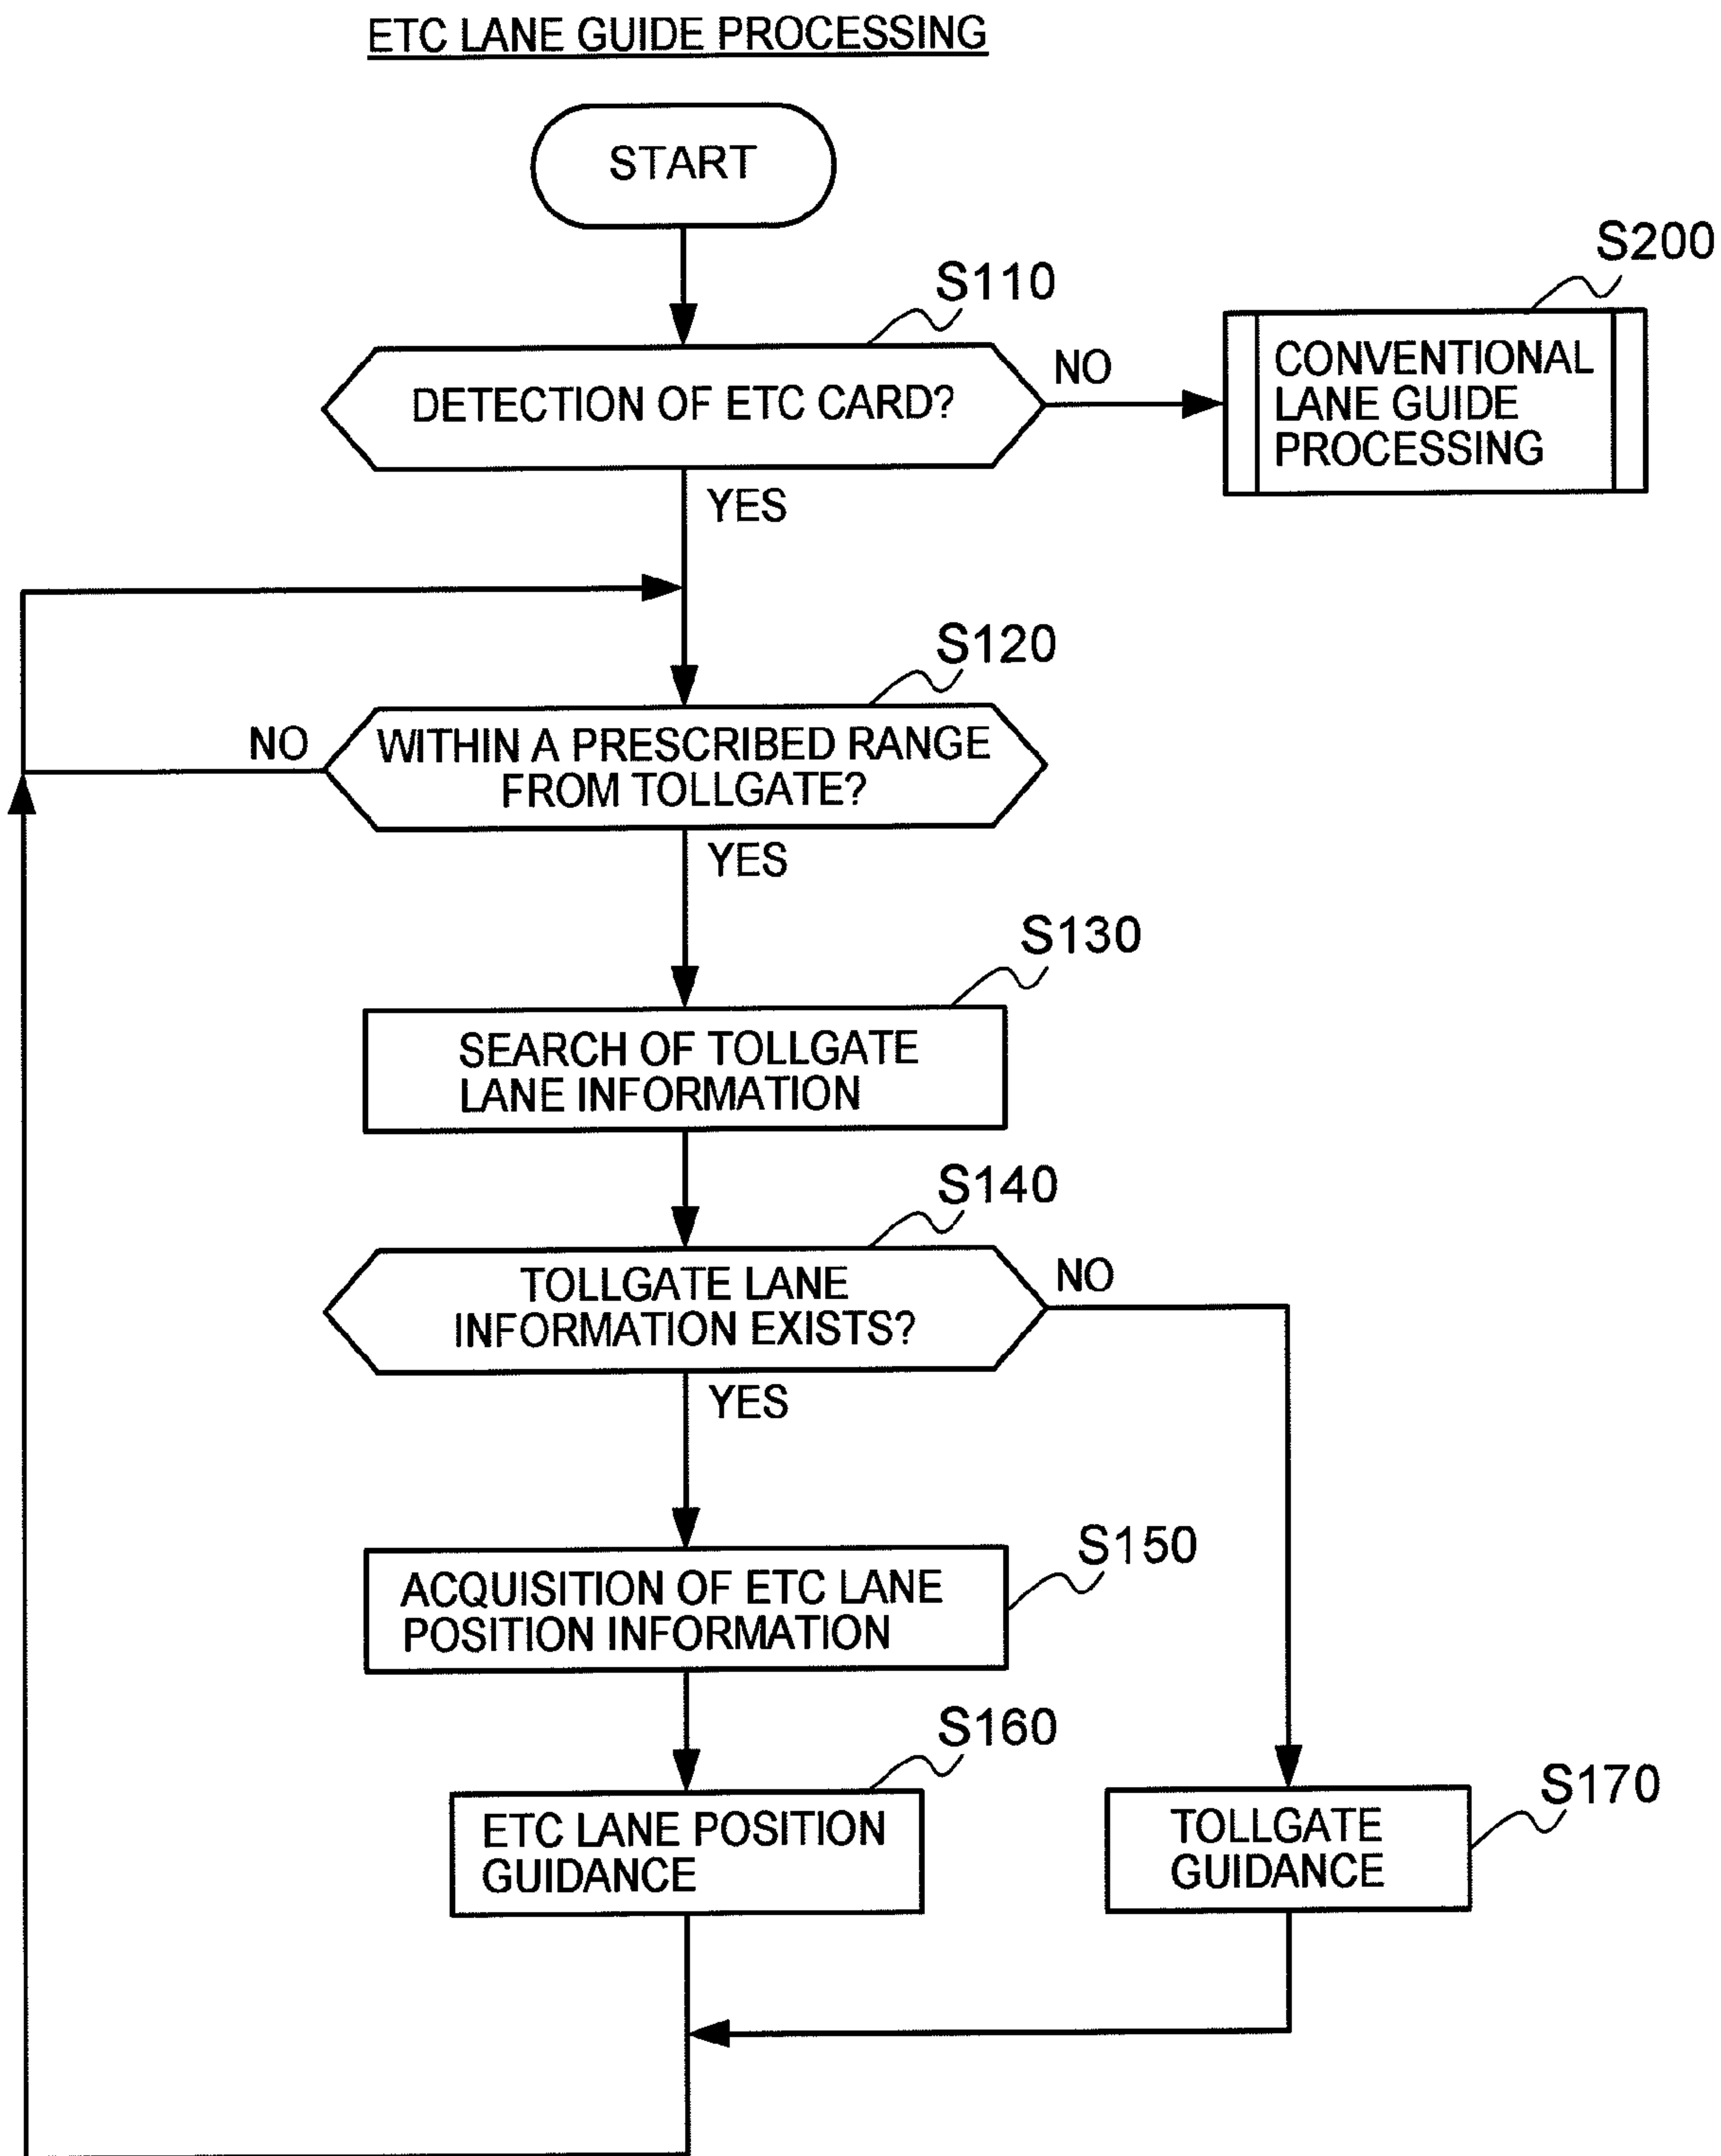 ETC LANE GUIDE PROCESSING
START
S110
S200
DETECTION OF ETC CARD?
NO
CONVENTIONAL
LANE GUIDE
PROCESSING
YES
S120
NO
WITHIN A PRESCRIBED RANGE
FROM TOLLGATE?
YES
S130
SEARCH OF TOLLGATE
LANE INFORMATION
S140
TOLLGATE LANE
INFORMATION EXISTS?
NO
YES
S150
ACQUISITION OF ETC LANE
POSITION INFORMATION
S160
ETC LANE POSITION
GUIDANCE
S170
TOLLGATE
GUIDANCE